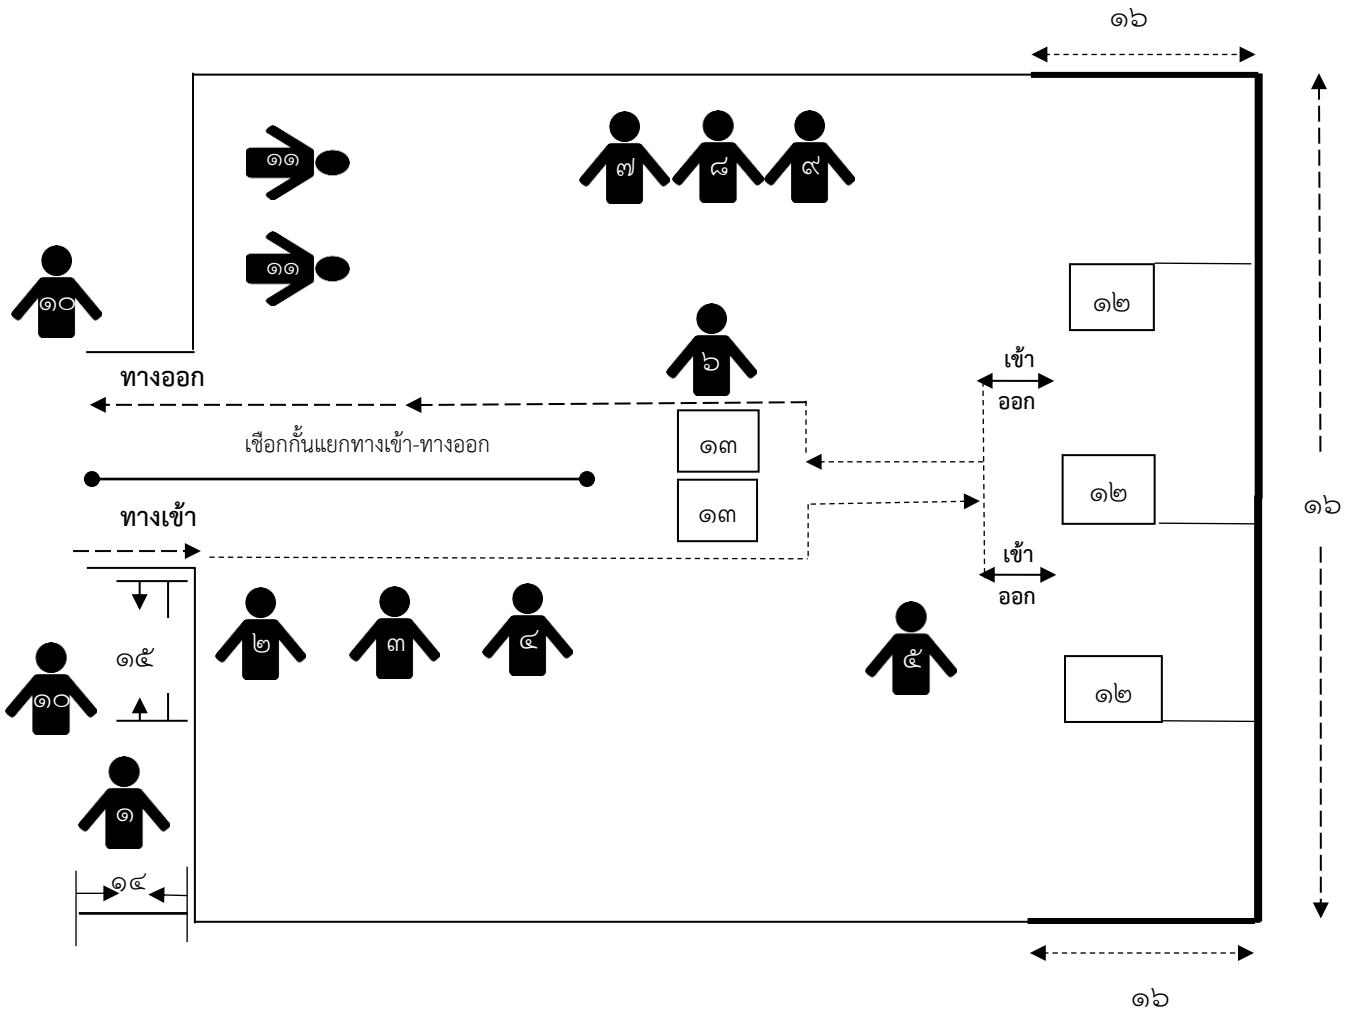 ๑๖
๑๑
๗ ๘ ๙
๑๑
๑๐
๑๒
๖
ทางออก
เข้า
ออก
เชือกกั้นแยกทางเข้า-ทางออก
๑๓
๑๒
๑๓
๑๖
ทางเข้า
เข้า
ออก
๒ ๓ ๔
๑๕
๕
๑๐
๑๒
๑
๑๔
๑๖